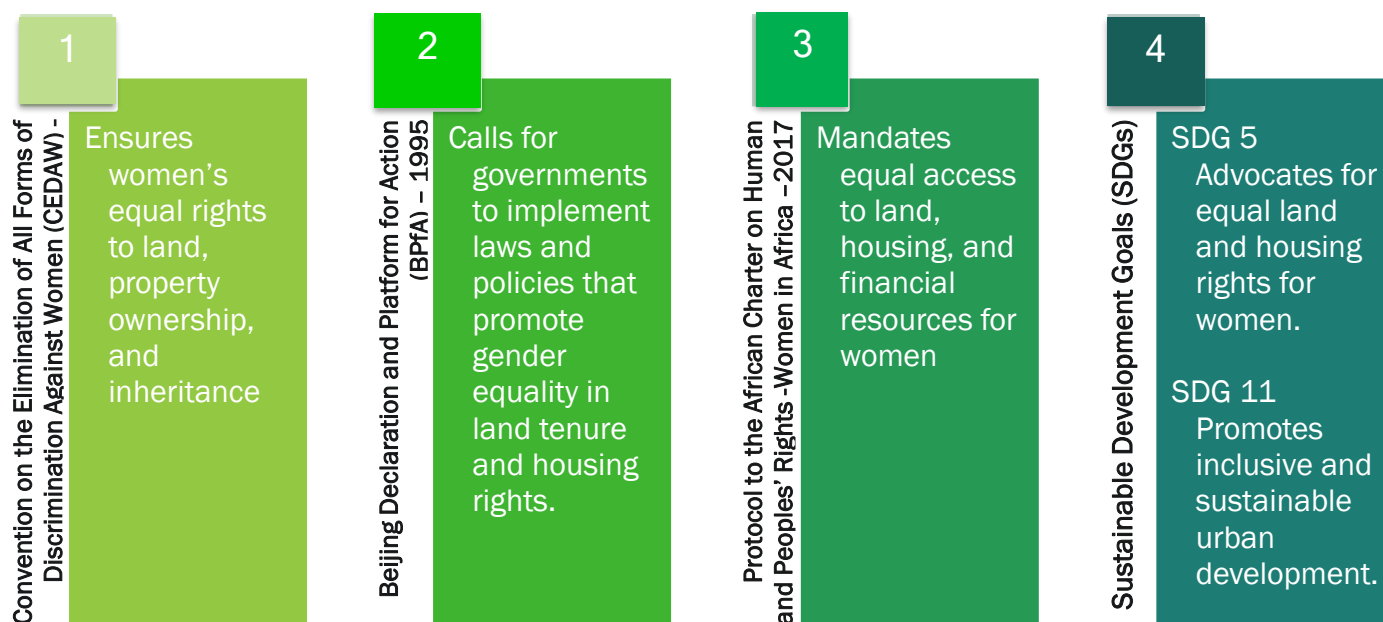 1
Convention on the Elimination of All Forms of
Discrimination Against Women (CEDAW) -
Ensures
women’s
equal rights
to land,
property
ownership,
and
inheritance
2
Beijing Declaration and Platform for Action
(BPfA) – 1995
Calls for
governments
to implement
laws and
policies that
promote
gender
equality in
land tenure
and housing
rights.
3
Protocol to the African Charter on Human
and Peoples’ Rights -Women in Africa –2017
Mandates
equal access
to land,
housing, and
financial
resources for
women
4
Sustainable Development Goals (SDGs)
SDG 5
Advocates for
equal land
and housing
rights for
women.
SDG 11
Promotes
inclusive and
sustainable
urban
development.